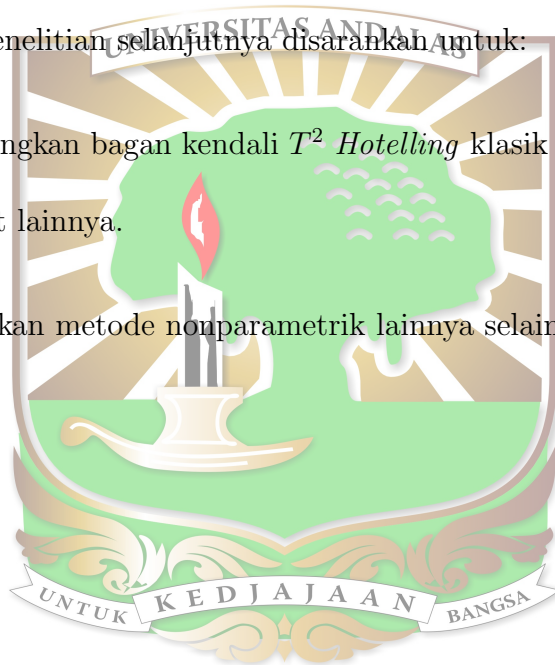 enelitian selanjutnya disarankan untuk:
UNIVERSITAS ANDALAS
ngkan bagan kendali T² Hotelling klasik
t lainnya.
kan metode nonparametrik lainnya selain
UNTUK KEDJAJAAN BANGSA